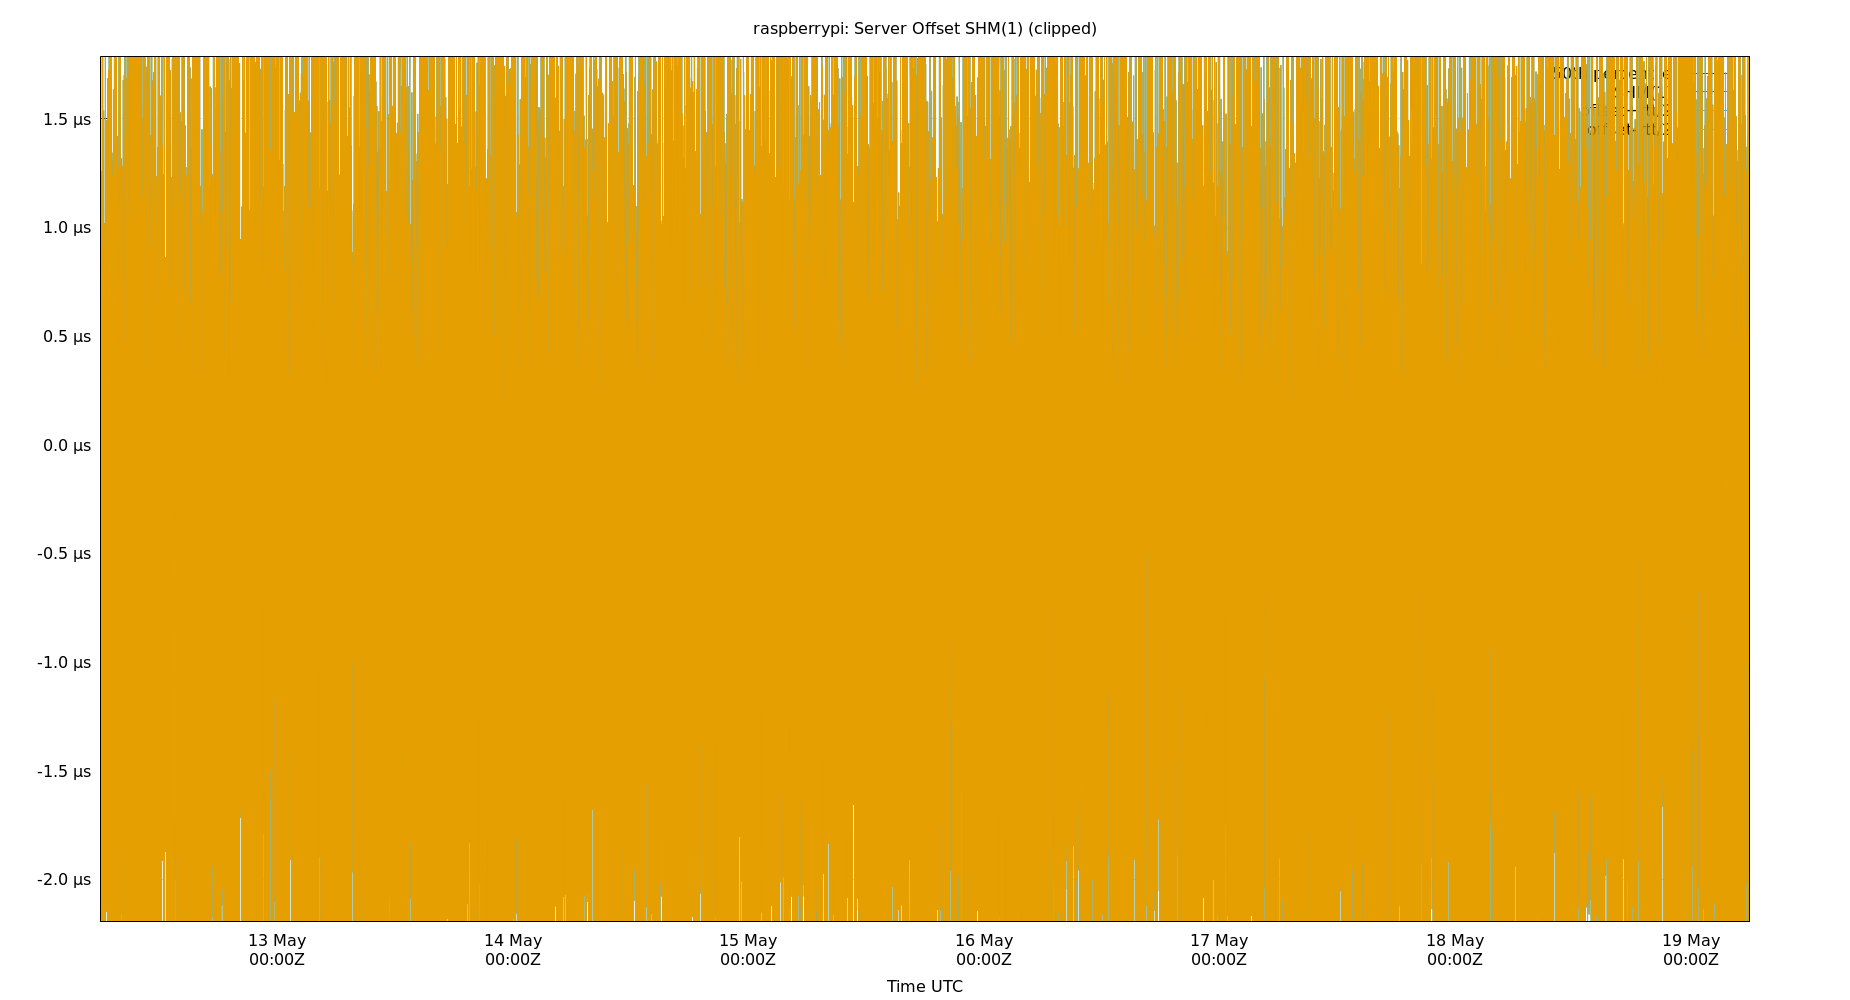 raspberrypi: Server Offset SHM(1) (clipped)
1.5 µs
1.0 µs
0.5 µs
0.0 µs
-0.5 µs
-1.0 µs
-1.5 µs
-2.0 µs
13 May 14 May 15 May 16 May 17 May 18 May 19 May
00:00Z 00:00Z 00:00Z 00:00Z 00:00Z 00:00Z 00:00Z
Time UTC